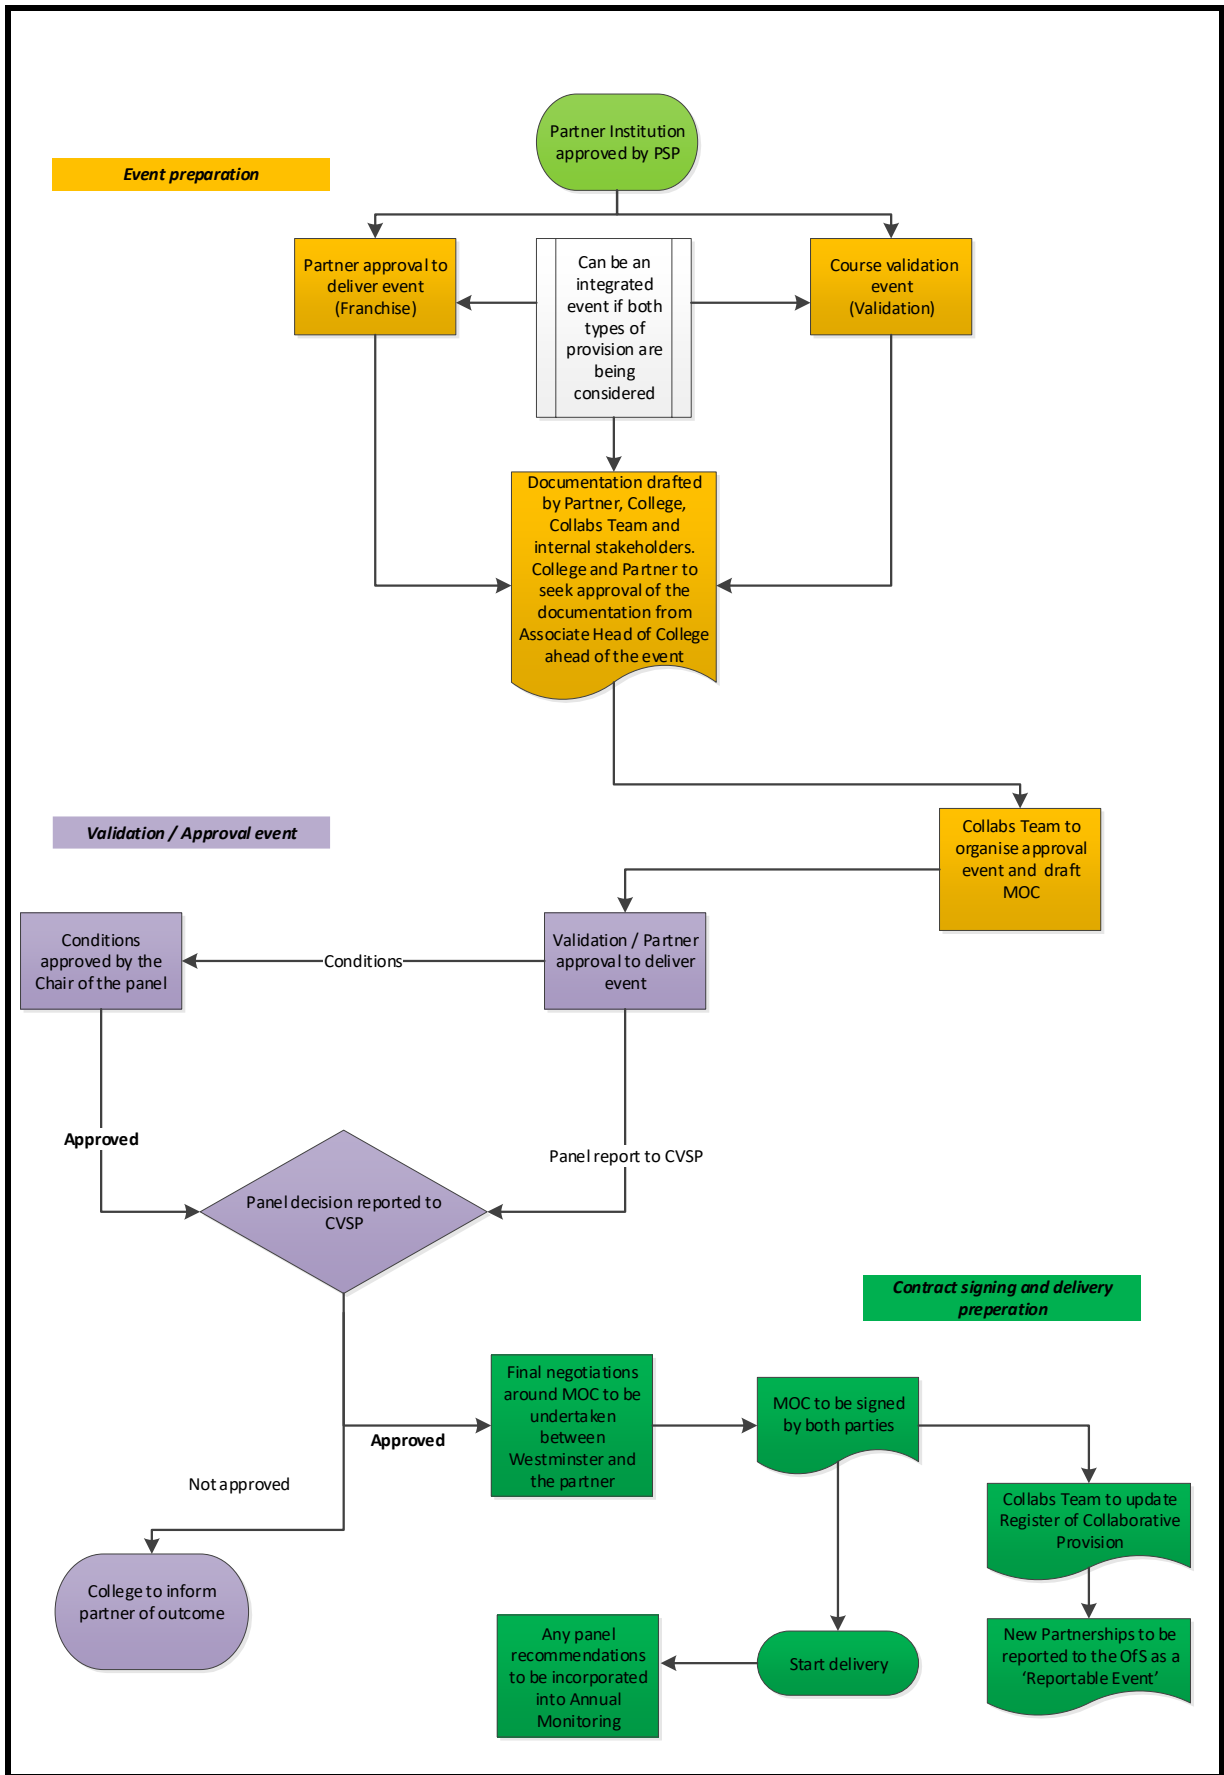 Partner Institution
approved by PSP
Event preparation
Partner approval to
deliver event
(Franchise)
Can be an
integrated
event if both
types of
provision are
being
considered
Course validation
event
(Validation)
Documentation drafted
by Partner, College,
Collabs Team and
internal stakeholders.
College and Partner to
seek approval of the
documentation from
Associate Head of College
ahead of the event
Validation / Approval event
Collabs Team to
organise approval
event and draft
MOC
Conditions
approved by the
Chair of the panel
Conditions
Validation / Partner
approval to deliver
event
Approved
Panel report to CVSP
Panel decision reported to
CVSP
Contract signing and delivery
preperation
Final negotiations
around MOC to be
undertaken
between
Westminster and
the partner
MOC to be signed
by both parties
Approved
Not approved
Collabs Team to update
Register of Collaborative
Provision
College to inform
partner of outcome
Any panel
recommendations
to be incorporated
into Annual
Monitoring
Start delivery
New Partnerships to be
reported to the OfS as a
‘Reportable Event’